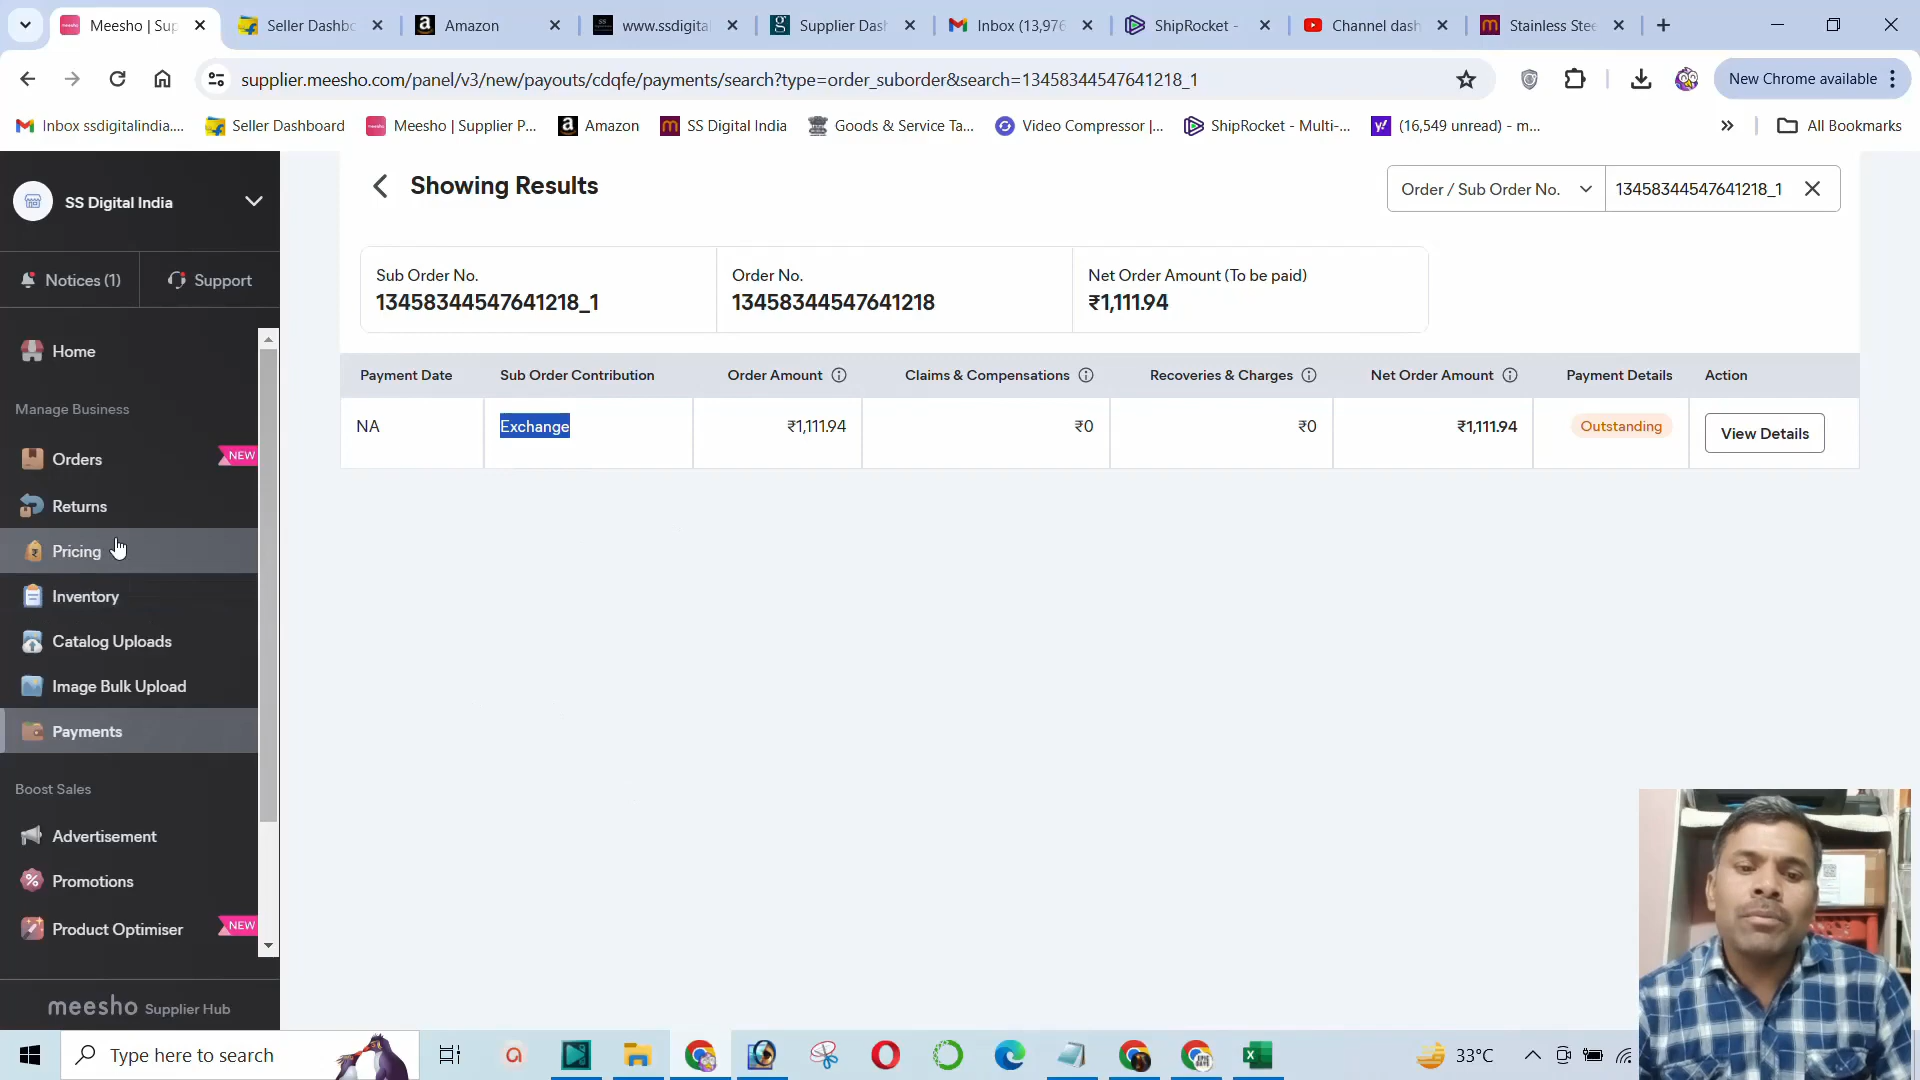 Meesho | Sup
Seller Dashbo
Amazon
www.ssdigita
Supplier Das
Inbox (13,976
ShipRocket -
Channel dash
Stainless Stee
supplier.meesho.com/panel/v3/new/payouts/cdqfe/payments/search?type=order_suborder&search=13458344547641218_1
New Chrome available
Inbox ssdigitalindia....
Seller Dashboard
Meesho | Supplier P...
Amazon
SS Digital India
Goods & Service Ta...
Video Compressor |...
ShipRocket - Multi-...
(16,549 unread) - m...
All Bookmarks
SS Digital India
Notices (1)
Support
Home
Manage Business
Orders
NEW
Returns
Pricing
Inventory
Catalog Uploads
Image Bulk Upload
Payments
Boost Sales
Advertisement
Promotions
Product Optimiser
NEW
meesho Supplier Hub
Showing Results
Order / Sub Order No.
13458344547641218_1
Sub Order No.
13458344547641218_1
Order No.
13458344547641218
Net Order Amount (To be paid)
₹1,111.94
Payment Date
Sub Order Contribution
Order Amount
Claims & Compensations
Recoveries & Charges
Net Order Amount
Payment Details
Action
NA
Exchange
₹1,111.94
₹0
₹0
₹1,111.94
Outstanding
View Details
Type here to search
33°C